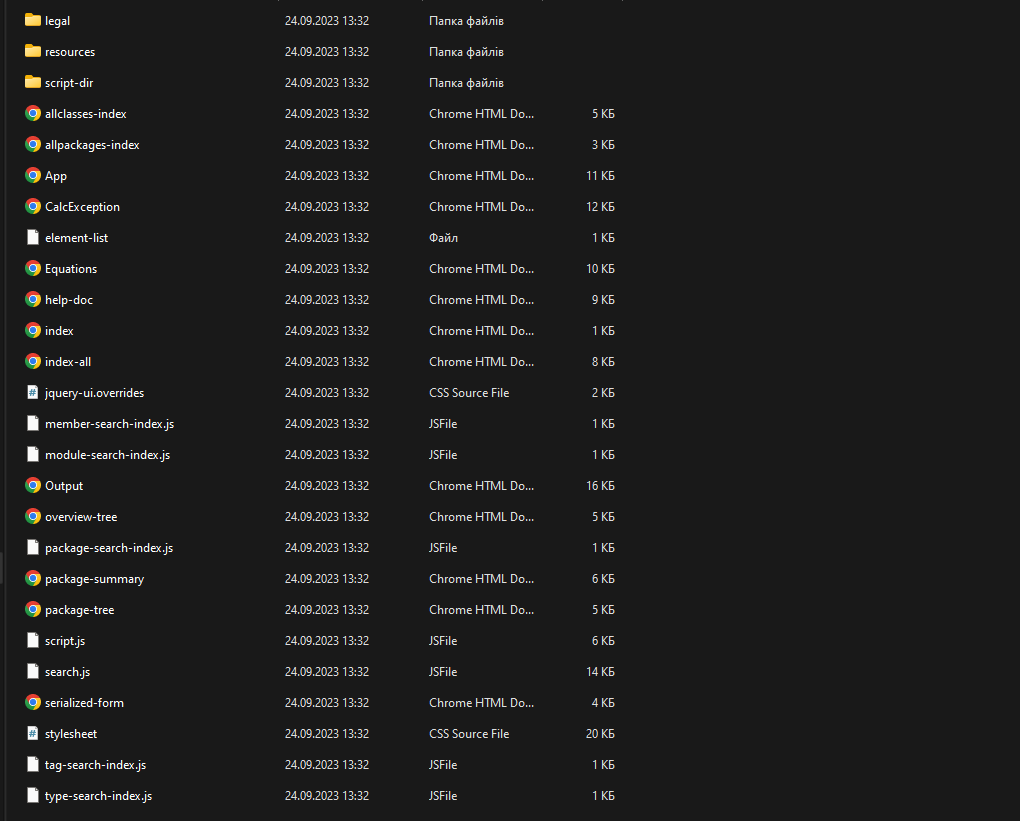 legal 24.09.2023 13:32 Папка файлів
resources 24.09.2023 13:32 Папка файлів
script-dir 24.09.2023 13:32 Папка файлів
allclasses-index 24.09.2023 13:32 Chrome HTML Do... 5 КБ
allpackages-index 24.09.2023 13:32 Chrome HTML Do... 3 КБ
App 24.09.2023 13:32 Chrome HTML Do... 11 КБ
CalcException 24.09.2023 13:32 Chrome HTML Do... 12 КБ
element-list 24.09.2023 13:32 Файл 1 КБ
Equations 24.09.2023 13:32 Chrome HTML Do... 10 КБ
help-doc 24.09.2023 13:32 Chrome HTML Do... 9 КБ
index 24.09.2023 13:32 Chrome HTML Do... 1 КБ
index-all 24.09.2023 13:32 Chrome HTML Do... 8 КБ
jquery-ui.overrides 24.09.2023 13:32 CSS Source File 2 КБ
member-search-index.js 24.09.2023 13:32 JSFile 1 КБ
module-search-index.js 24.09.2023 13:32 JSFile 1 КБ
Output 24.09.2023 13:32 Chrome HTML Do... 16 КБ
overview-tree 24.09.2023 13:32 Chrome HTML Do... 5 КБ
package-search-index.js 24.09.2023 13:32 JSFile 1 КБ
package-summary 24.09.2023 13:32 Chrome HTML Do... 6 КБ
package-tree 24.09.2023 13:32 Chrome HTML Do... 5 КБ
script.js 24.09.2023 13:32 JSFile 6 КБ
search.js 24.09.2023 13:32 JSFile 14 КБ
serialized-form 24.09.2023 13:32 Chrome HTML Do... 4 КБ
stylesheet 24.09.2023 13:32 CSS Source File 20 КБ
tag-search-index.js 24.09.2023 13:32 JSFile 1 КБ
type-search-index.js 24.09.2023 13:32 JSFile 1 КБ